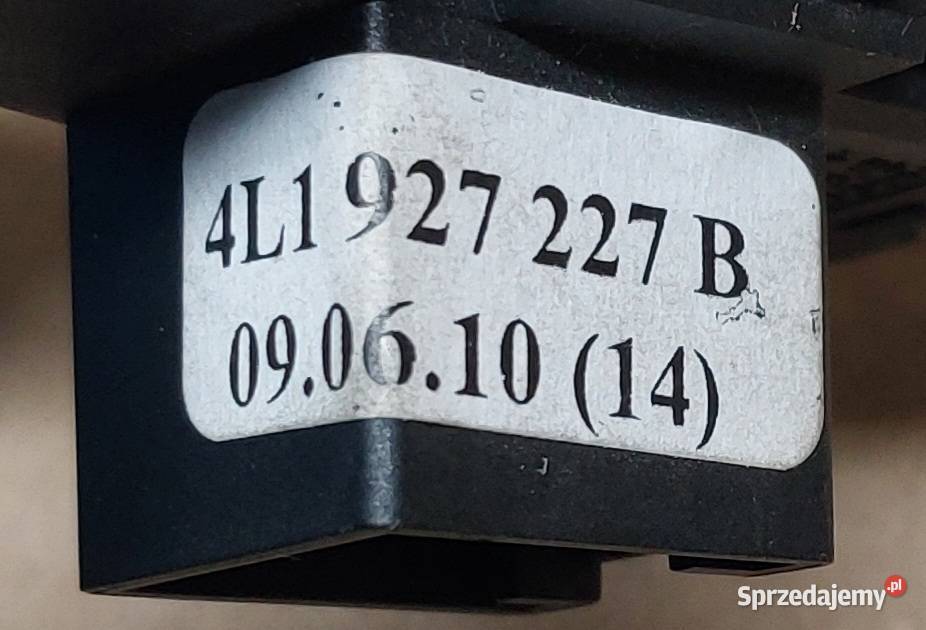 4L1 927 227 B
09.06.10 (14)
Sprzedajemy.pl